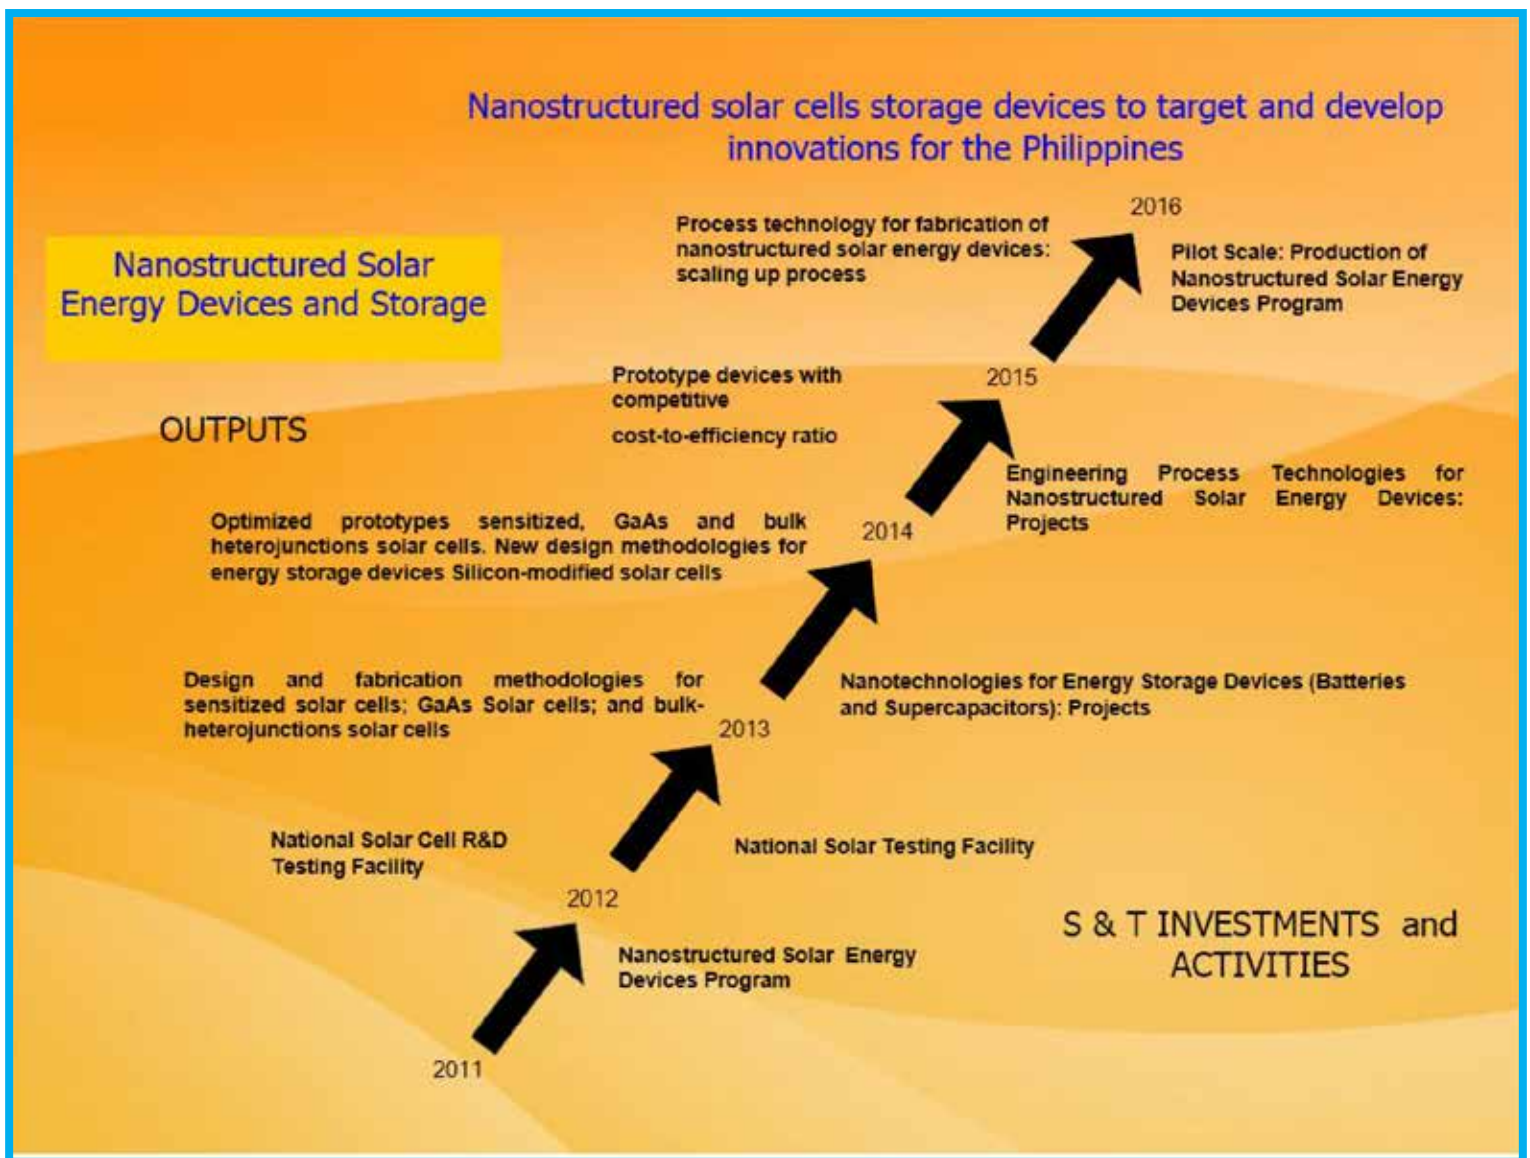 Nanostructured solar cells storage devices to target and develop
innovations for the Philippines
2016
Process technology for fabrication of
nanostructured solar energy devices:
scaling up process
Pilot Scale: Production of
Nanostructured Solar Energy
Devices Program
Nanostructured Solar
Energy Devices and Storage
2015
Prototype devices with
competitive
cost-to-efficiency ratio
OUTPUTS
Engineering Process Technologies for
Nanostructured Solar Energy Devices:
Projects
2014
Optimized prototypes sensitized, GaAs and bulk
heterojunctions solar cells. New design methodologies for
energy storage devices Silicon-modified solar cells
Design and fabrication methodologies for
sensitized solar cells; GaAs Solar cells; and bulk-
heterojunctions solar cells
Nanotechnologies for Energy Storage Devices (Batteries
and Supercapacitors): Projects
2013
National Solar Cell R&D
Testing Facility
National Solar Testing Facility
2012
S & T INVESTMENTS and
ACTIVITIES
Nanostructured Solar Energy
Devices Program
2011